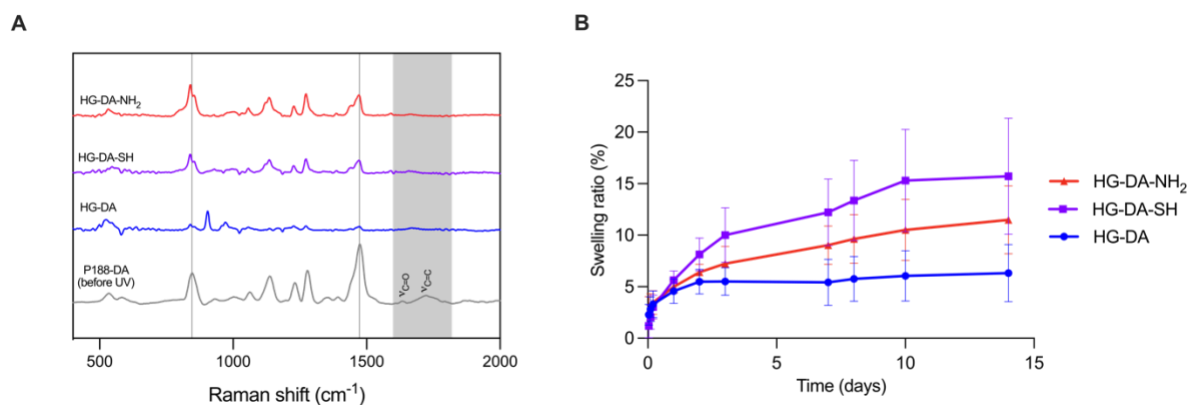 A
HG-DA-NH₂
HG-DA-SH
HG-DA
P188-DA
(before UV)
νC=O
νC=C
500
1000
1500
2000
Raman shift (cm⁻¹)
B
25
20
15
10
5
0
Swelling ratio (%)
0
5
10
15
Time (days)
HG-DA-NH₂
HG-DA-SH
HG-DA